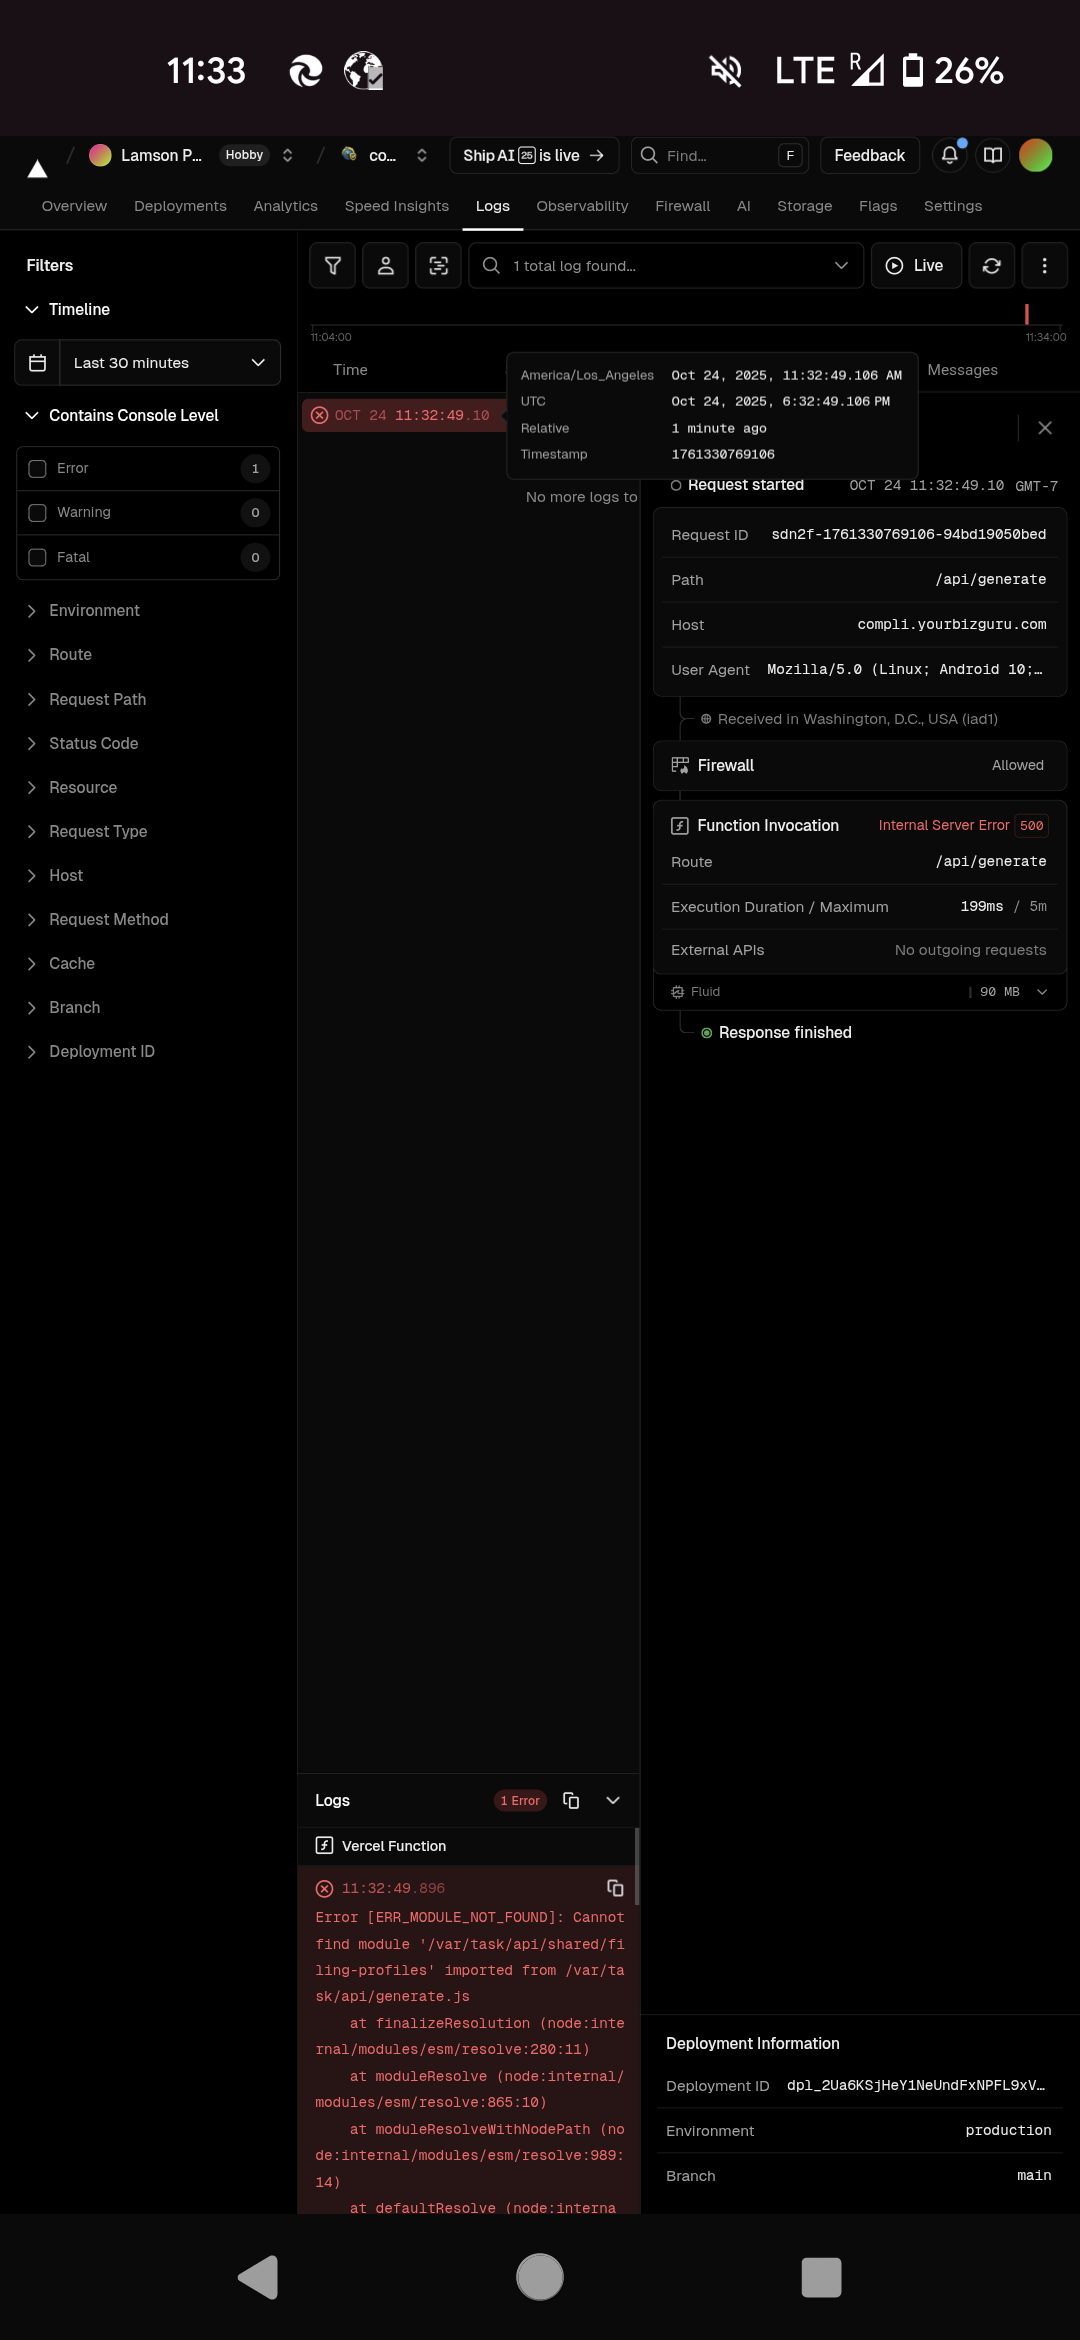 11:33
LTE R 26%
Lamson P... Hobby
co...
Ship AI 25 is live →
Find... F
Feedback
Overview Deployments Analytics Speed Insights Logs Observability Firewall AI Storage Flags Settings
Filters
Timeline
Last 30 minutes
Contains Console Level
Error 1
Warning 0
Fatal 0
Environment
Route
Request Path
Status Code
Resource
Request Type
Host
Request Method
Cache
Branch
Deployment ID
1 total log found...
Live
11:04:00 11:34:00
Time Messages
OCT 24 11:32:49.10
America/Los_Angeles Oct 24, 2025, 11:32:49.106 AM
UTC Oct 24, 2025, 6:32:49.106 PM
Relative 1 minute ago
Timestamp 1761330769106
No more logs to
Request started OCT 24 11:32:49.10 GMT-7
Request ID sdn2f-1761330769106-94bd19050bed
Path /api/generate
Host compli.yourbizguru.com
User Agent Mozilla/5.0 (Linux; Android 10;…
Received in Washington, D.C., USA (iad1)
Firewall Allowed
Function Invocation Internal Server Error 500
Route /api/generate
Execution Duration / Maximum 199ms / 5m
External APIs No outgoing requests
Fluid | 90 MB
Response finished
Logs 1 Error
Vercel Function
11:32:49.896
Error [ERR_MODULE_NOT_FOUND]: Cannot
find module '/var/task/api/shared/fi
ling-profiles' imported from /var/ta
sk/api/generate.js
at finalizeResolution (node:inte
rnal/modules/esm/resolve:280:11)
at moduleResolve (node:internal/
modules/esm/resolve:865:10)
at moduleResolveWithNodePath (no
de:internal/modules/esm/resolve:989:
14)
at defaultResolve (node:interna
Deployment Information
Deployment ID dpl_2Ua6KSjHeY1NeUndFxNPFL9xV…
Environment production
Branch main